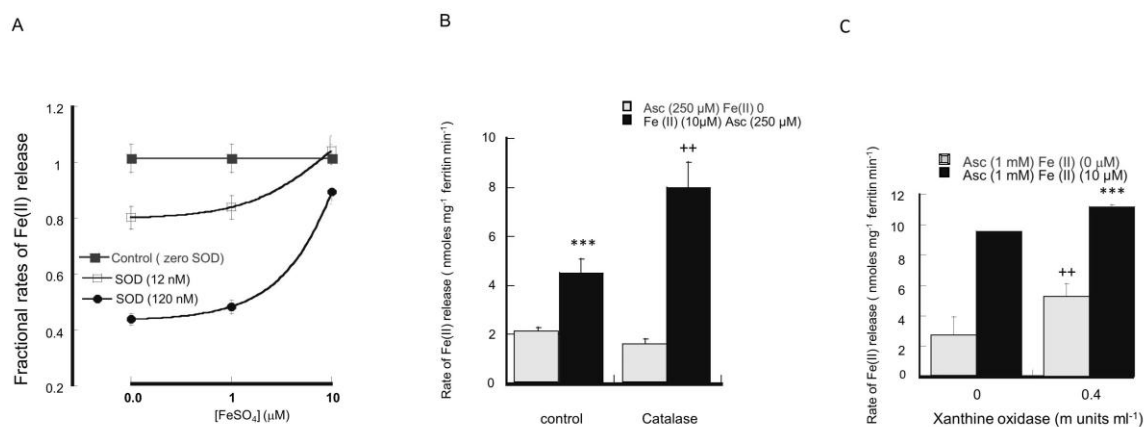 A
Fractional rates of Fe(II) release
1.2
1
0.8
0.6
0.4
0.2
Control ( zero SOD)
SOD (12 nM)
SOD (120 nM)
0.0 1 10
[FeSO₄] (µM)
B
Asc (250 µM) Fe(II) 0
Fe (II) (10µM) Asc (250 µM)
Rate of Fe(II) release ( nmoles mg⁻¹ ferritin min⁻¹)
10
8
6
4
2
0
***
++
control Catalase
C
Asc (1 mM) Fe (II) (0 µM)
Asc (1 mM) Fe (II) (10 µM)
Rate of Fe(II) release ( nmoles mg⁻¹ ferritin min⁻¹)
12
10
8
6
4
2
0
++
***
0 0.4
Xanthine oxidase (m units ml⁻¹)